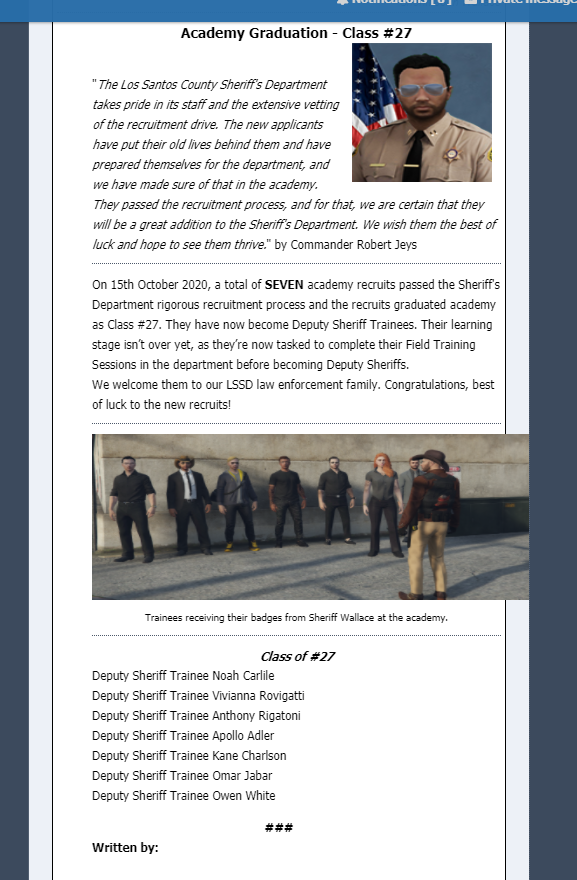 Notifications [ 6 ] Private message
Academy Graduation - Class #27
"The Los Santos County Sheriff's Department
takes pride in its staff and the extensive vetting
of the recruitment drive. The new applicants
have put their old lives behind them and have
prepared themselves for the department, and
we have made sure of that in the academy.
They passed the recruitment process, and for that, we are certain that they
will be a great addition to the Sheriff's Department. We wish them the best of
luck and hope to see them thrive." by Commander Robert Jeys
On 15th October 2020, a total of SEVEN academy recruits passed the Sheriff's
Department rigorous recruitment process and the recruits graduated academy
as Class #27. They have now become Deputy Sheriff Trainees. Their learning
stage isn't over yet, as they're now tasked to complete their Field Training
Sessions in the department before becoming Deputy Sheriffs.
We welcome them to our LSSD law enforcement family. Congratulations, best
of luck to the new recruits!
Trainees receiving their badges from Sheriff Wallace at the academy.
Class of #27
Deputy Sheriff Trainee Noah Carlile
Deputy Sheriff Trainee Vivianna Rovigatti
Deputy Sheriff Trainee Anthony Rigatoni
Deputy Sheriff Trainee Apollo Adler
Deputy Sheriff Trainee Kane Charlson
Deputy Sheriff Trainee Omar Jabar
Deputy Sheriff Trainee Owen White
###
Written by: